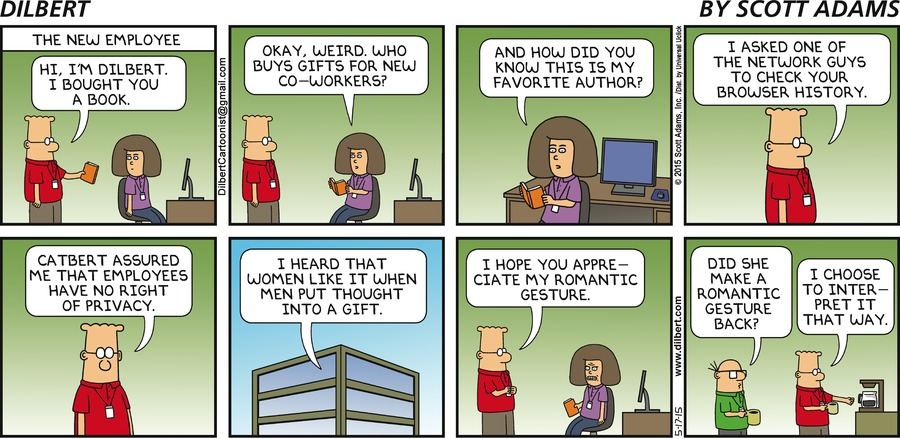 DILBERT
BY SCOTT ADAMS
THE NEW EMPLOYEE
HI, I'M DILBERT.
I BOUGHT YOU
A BOOK.
DilbertCartoonist@gmail.com
OKAY, WEIRD. WHO
BUYS GIFTS FOR NEW
CO-WORKERS?
AND HOW DID YOU
KNOW THIS IS MY
FAVORITE AUTHOR?
© 2015 Scott Adams, Inc. /Dist. by Universal Uclick
I ASKED ONE OF
THE NETWORK GUYS
TO CHECK YOUR
BROWSER HISTORY.
CATBERT ASSURED
ME THAT EMPLOYEES
HAVE NO RIGHT
OF PRIVACY.
I HEARD THAT
WOMEN LIKE IT WHEN
MEN PUT THOUGHT
INTO A GIFT.
I HOPE YOU APPRE-
CIATE MY ROMANTIC
GESTURE.
5-17-15
www.dilbert.com
DID SHE
MAKE A
ROMANTIC
GESTURE
BACK?
I CHOOSE
TO INTER-
PRET IT
THAT WAY.